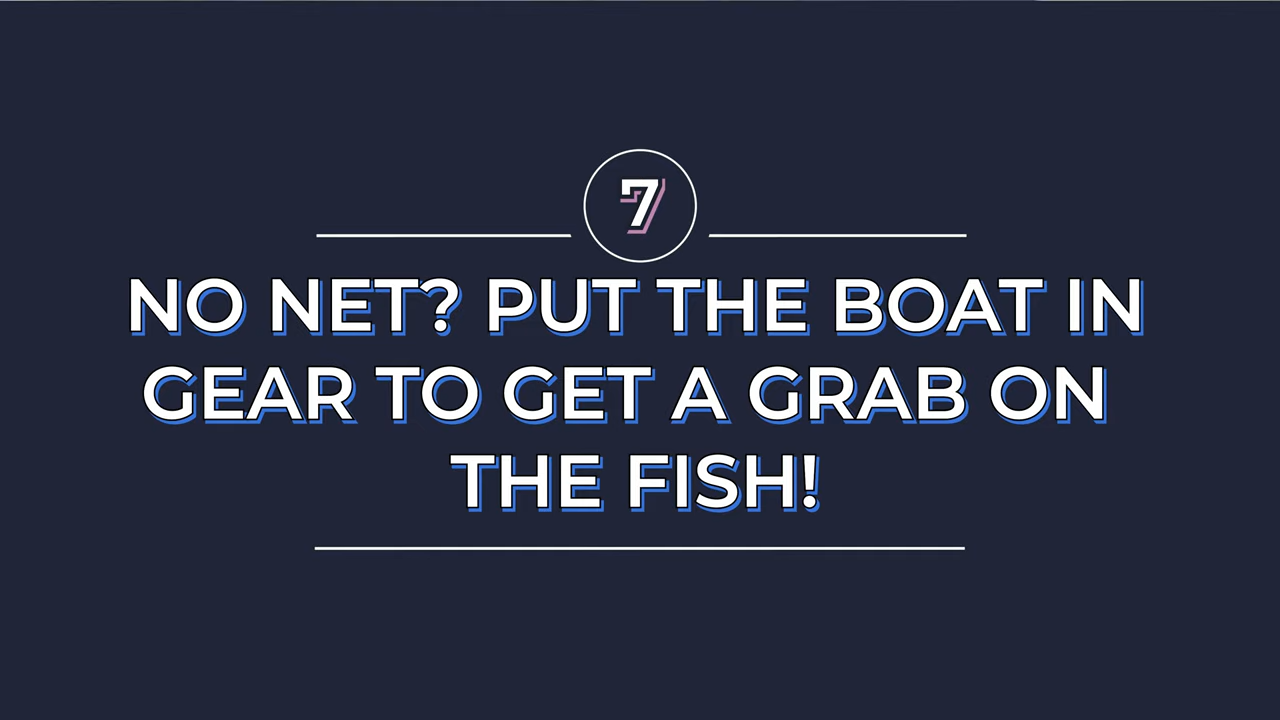 7
NO NET? PUT THE BOAT IN
GEAR TO GET A GRAB ON
THE FISH!